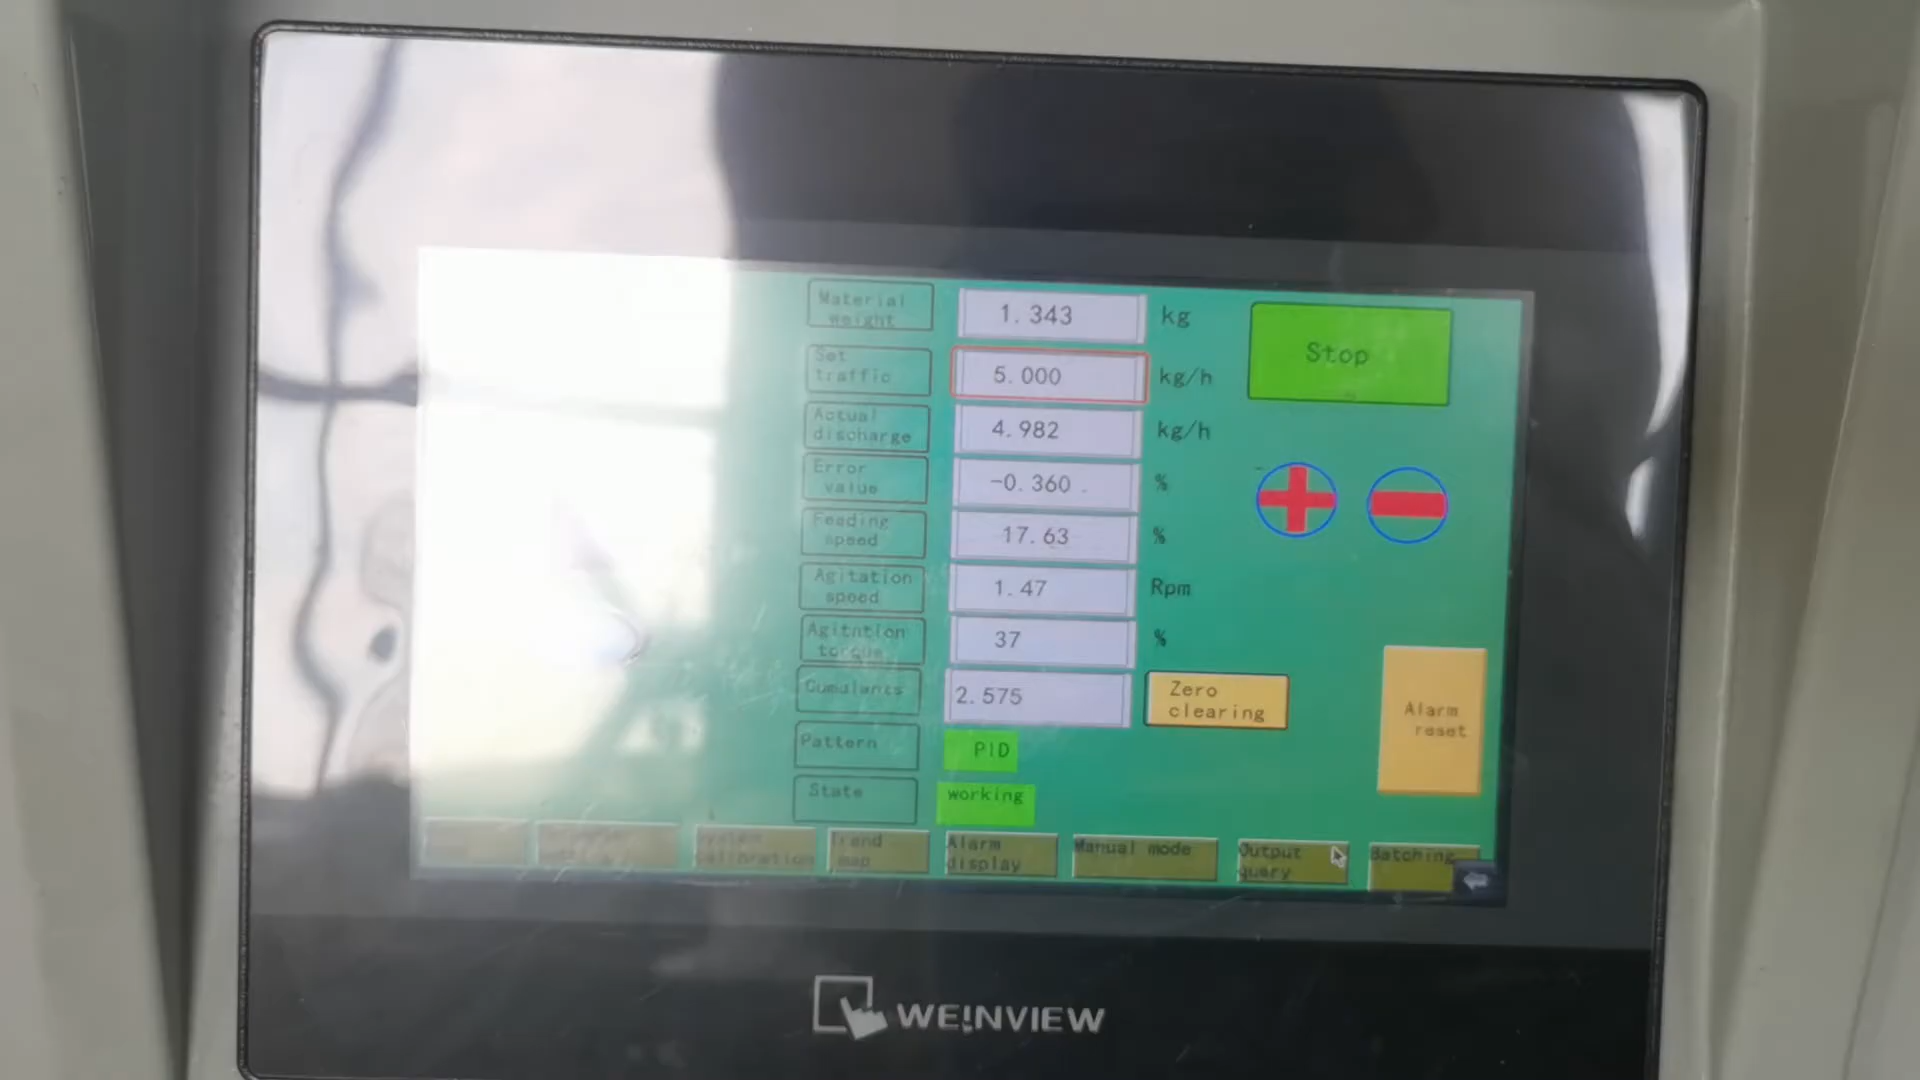 Material
weight
1.343
kg
Stop
Set
traffic
5.000
kg/h
Actual
discharge
4.982
kg/h
Error
value
-0.360
%
Feeding
speed
17.63
%
Agitation
speed
1.47
Rpm
Agitation
torque
37
%
Cumulants
2.575
Zero
clearing
Alarm
reset
Pattern
PID
State
working
System
calibration
Trend
map
Alarm
display
Manual mode
Output
query
Batching
WEINVIEW